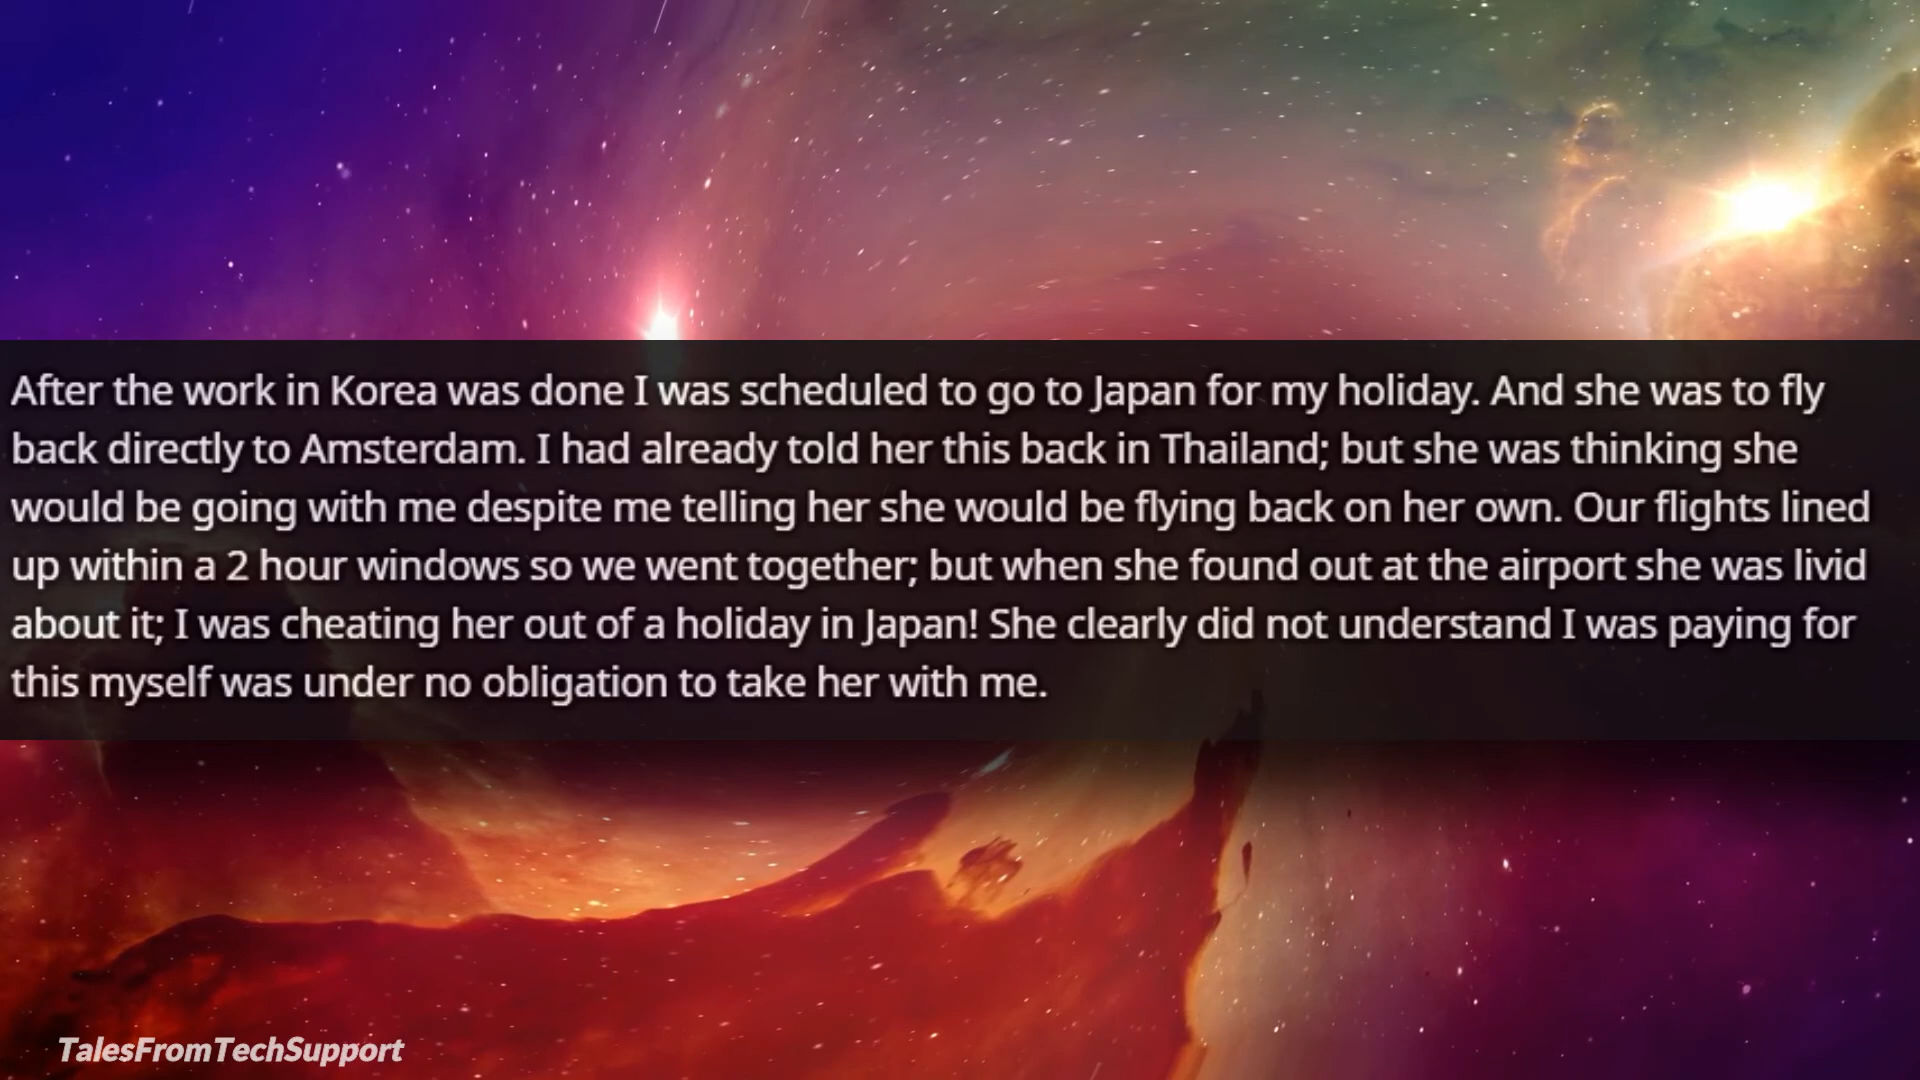 After the work in Korea was done I was scheduled to go to Japan for my holiday. And she was to fly
back directly to Amsterdam. I had already told her this back in Thailand; but she was thinking she
would be going with me despite me telling her she would be flying back on her own. Our flights lined
up within a 2 hour windows so we went together; but when she found out at the airport she was livid
about it; I was cheating her out of a holiday in Japan! She clearly did not understand I was paying for
this myself was under no obligation to take her with me.
TalesFromTechSupport